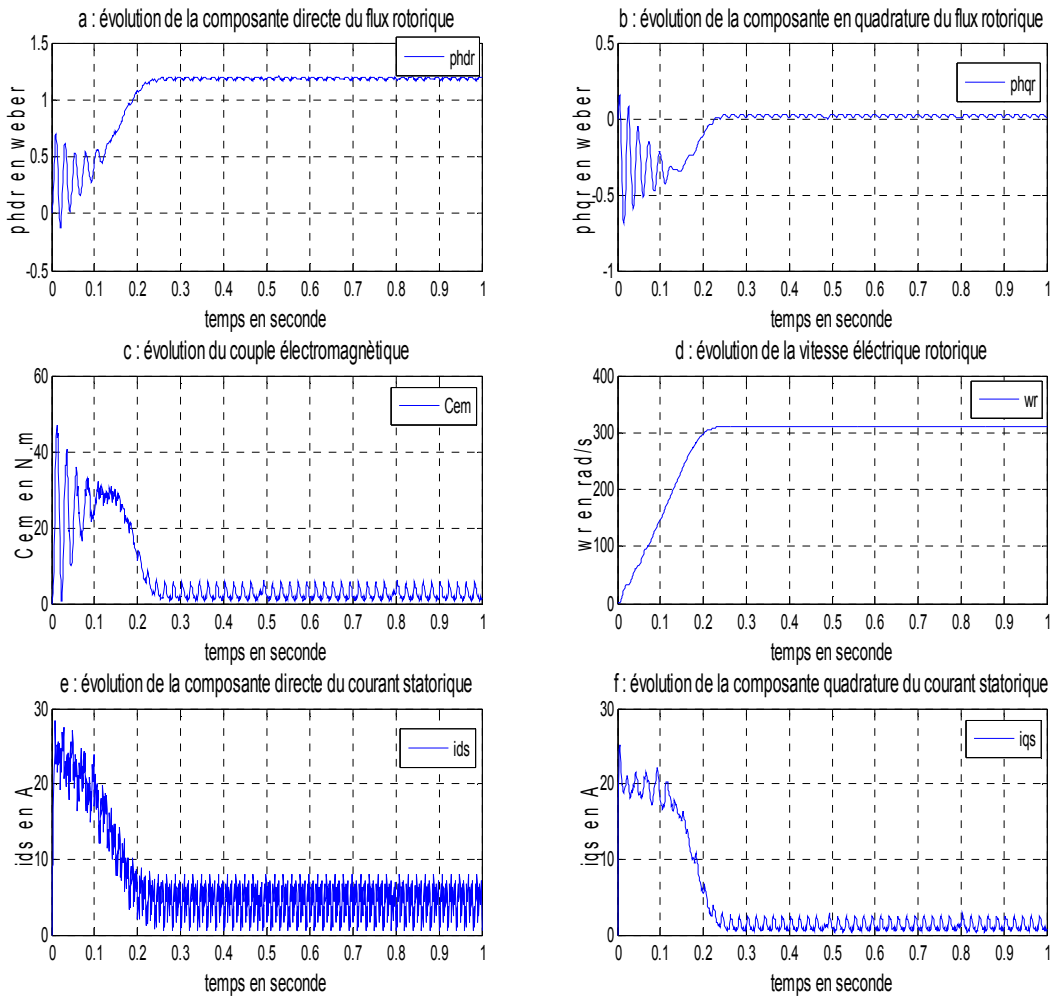 a : évolution de la composante directe du flux rotorique
phdr en weber
1.5
1
0.5
0
-0.5
phdr
0 0.1 0.2 0.3 0.4 0.5 0.6 0.7 0.8 0.9 1
temps en seconde
b : évolution de la composante en quadrature du flux rotorique
phqr en weber
0.5
0
-0.5
-1
phqr
0 0.1 0.2 0.3 0.4 0.5 0.6 0.7 0.8 0.9 1
temps en seconde
c : évolution du couple électromagnètique
Cem en N.m
60
40
20
0
Cem
0 0.1 0.2 0.3 0.4 0.5 0.6 0.7 0.8 0.9 1
temps en seconde
d : évolution de la vitesse éléctrique rotorique
wr en rad/s
400
300
200
100
0
wr
0 0.1 0.2 0.3 0.4 0.5 0.6 0.7 0.8 0.9 1
temps en seconde
e : évolution de la composante directe du courant statorique
ids en A
30
20
10
0
ids
0 0.1 0.2 0.3 0.4 0.5 0.6 0.7 0.8 0.9 1
temps en seconde
f : évolution de la composante quadrature du courant statorique
iqs en A
30
20
10
0
iqs
0 0.1 0.2 0.3 0.4 0.5 0.6 0.7 0.8 0.9 1
temps en seconde